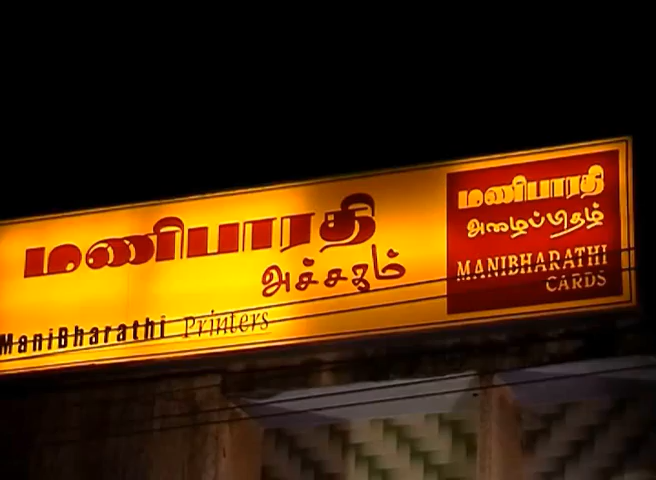 மணிபாரதி
அச்சகம்
ManiBharathi Printers
மணிபாரதி
அழைப்பிதழ்
MANIBHARATHI
CARDS